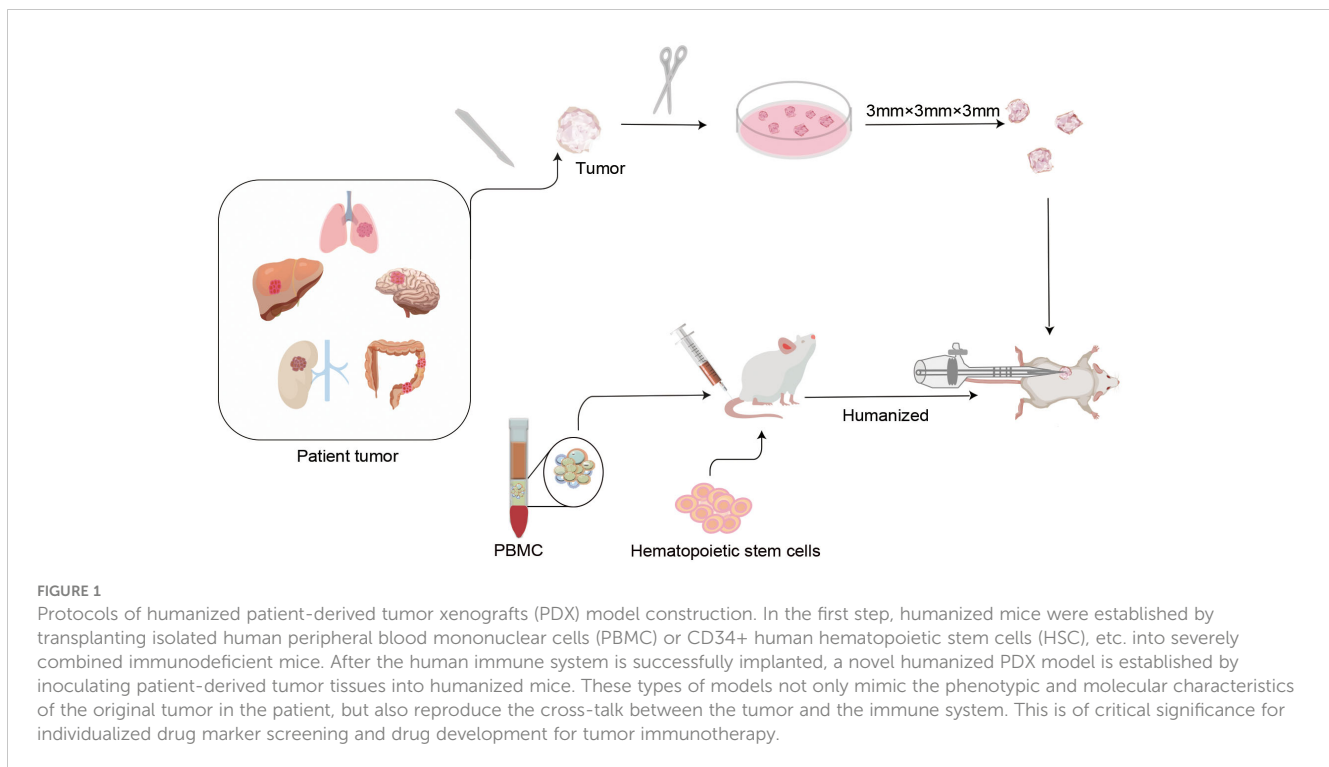 3mm×3mm×3mm
Tumor
Patient tumor
Humanized
PBMC
Hematopoietic stem cells
FIGURE 1
Protocols of humanized patient-derived tumor xenografts (PDX) model construction. In the first step, humanized mice were established by
transplanting isolated human peripheral blood mononuclear cells (PBMC) or CD34+ human hematopoietic stem cells (HSC), etc. into severely
combined immunodeficient mice. After the human immune system is successfully implanted, a novel humanized PDX model is established by
inoculating patient-derived tumor tissues into humanized mice. These types of models not only mimic the phenotypic and molecular characteristics
of the original tumor in the patient, but also reproduce the cross-talk between the tumor and the immune system. This is of critical significance for
individualized drug marker screening and drug development for tumor immunotherapy.